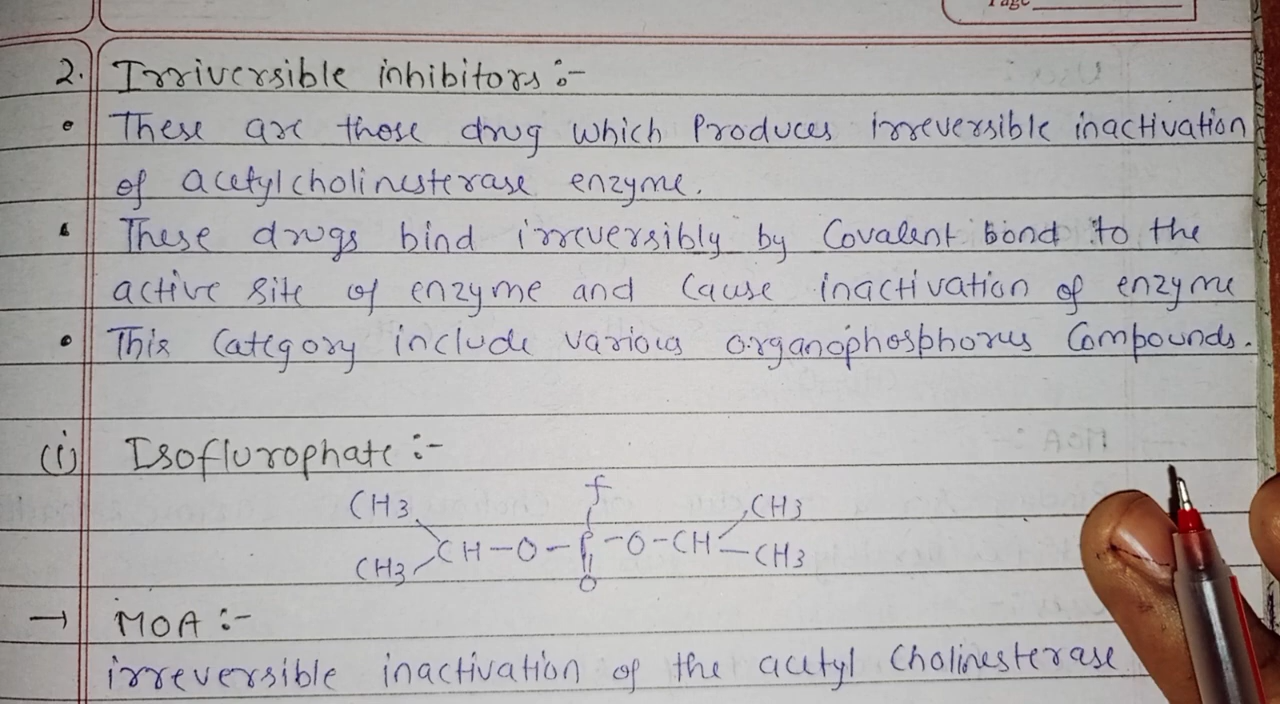 Page
2. Irriversible inhibitors :-
• These are those drug which Produces irreversible inactivation
of acetylcholinesterase enzyme.
• These drugs bind irreversibly by Covalent bond to the
active site of enzyme and Cause inactivation of enzyme
• This Category include various organophosphorus Compounds.
(i) Isoflurophate :-
F
CH3 CH3
CH-O-P-O-CH
CH3 CH3
O
→ MOA :-
irreversible inactivation of the acetyl cholinesterase